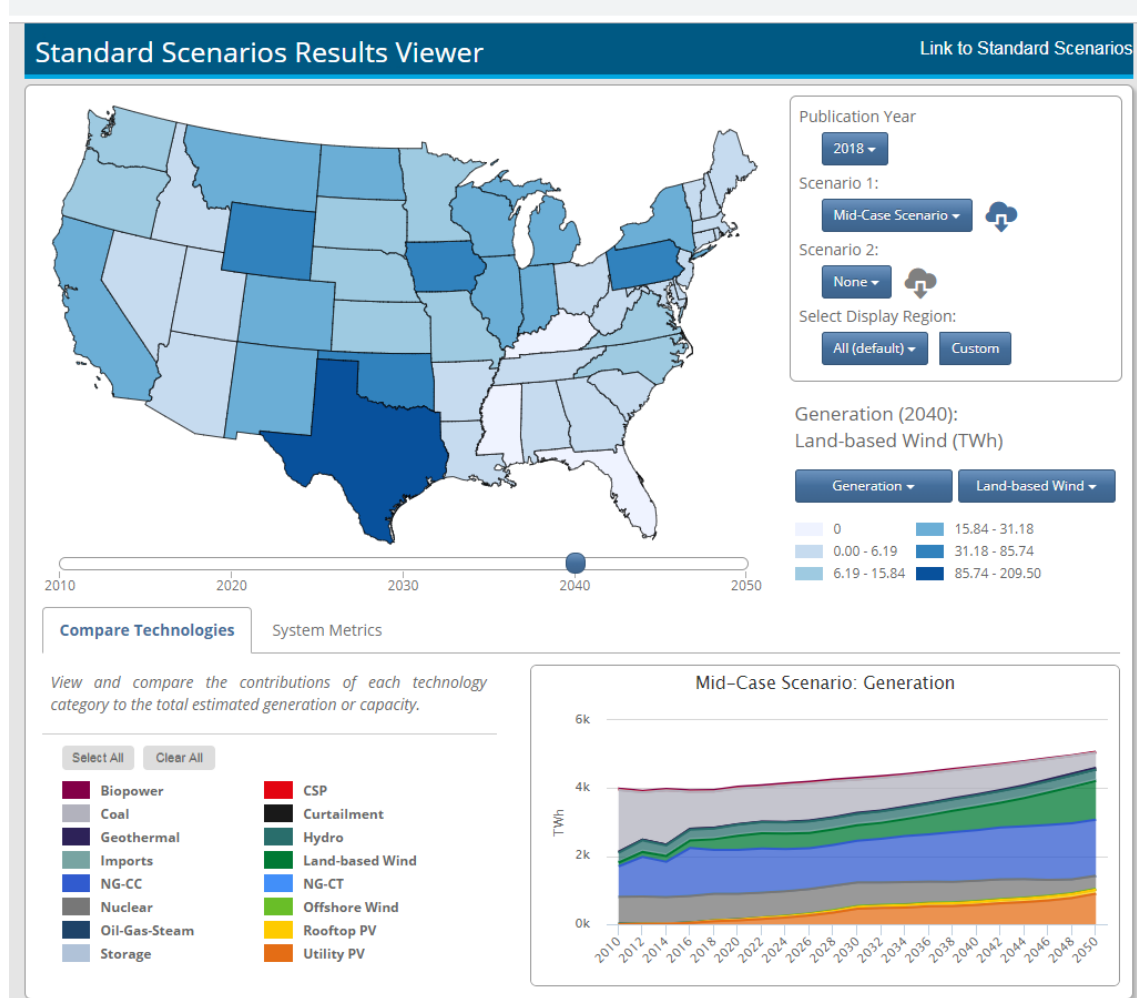 Standard Scenarios Results Viewer
Link to Standard Scenarios
Publication Year
2018
Scenario 1:
Mid-Case Scenario
Scenario 2:
None
Select Display Region:
All (default)
Custom
Generation (2040):
Land-based Wind (TWh)
Generation
Land-based Wind
0
15.84 - 31.18
0.00 - 6.19
31.18 - 85.74
6.19 - 15.84
85.74 - 209.50
2010
2020
2030
2040
2050
Compare Technologies
System Metrics
View and compare the contributions of each technology
category to the total estimated generation or capacity.
Select All
Clear All
Biopower
CSP
Coal
Curtailment
Geothermal
Hydro
Imports
Land-based Wind
NG-CC
NG-CT
Nuclear
Offshore Wind
Oil-Gas-Steam
Rooftop PV
Storage
Utility PV
Mid-Case Scenario: Generation
TWh
6k
4k
2k
0k
2010
2012
2014
2016
2018
2020
2022
2024
2026
2028
2030
2032
2034
2036
2038
2040
2042
2044
2046
2048
2050